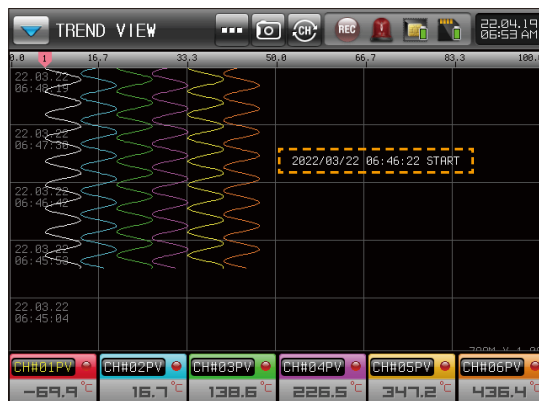 TREND VIEW
CH
REC
22.04.19
06:53 AM
0.0 1 16.7 33.3 50.0 66.7 83.3 100.
22.03.22
06:48:19
22.03.22
06:47:30
2022/03/22 06:46:22 START
22.03.22
06:46:42
22.03.22
06:45:53
22.03.22
06:45:04
CH#01PV CH#02PV CH#03PV CH#04PV CH#05PV CH#06PV
-69.9°C 16.7°C 138.6°C 226.5°C 347.2°C 436.4°C